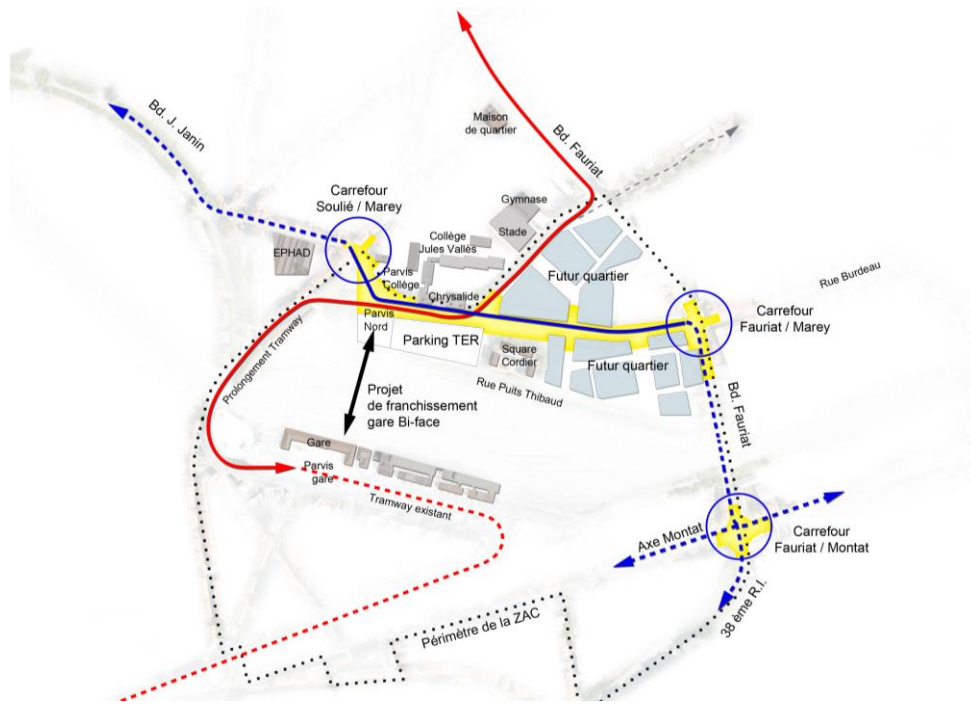 Bd. J. Janin
Maison
de quartier
Bd. Fauriat
Carrefour
Soulié / Marey
Gymnase
Stade
Collège
Jules Vallès
EPHAD
Parvis
Collège
Chrysalide
Futur quartier
Rue Burdeau
Carrefour
Fauriat / Marey
Parvis
Nord
Parking TER
Prolongement Tramway
Square
Cordier
Futur quartier
Rue Puits Thibaud
Projet
de franchissement
gare Bi-face
Bd. Fauriat
Gare
Parvis
gare
Tramway existant
Axe Montat
Carrefour
Fauriat / Montat
38 ème R.I.
Périmètre de la ZAC